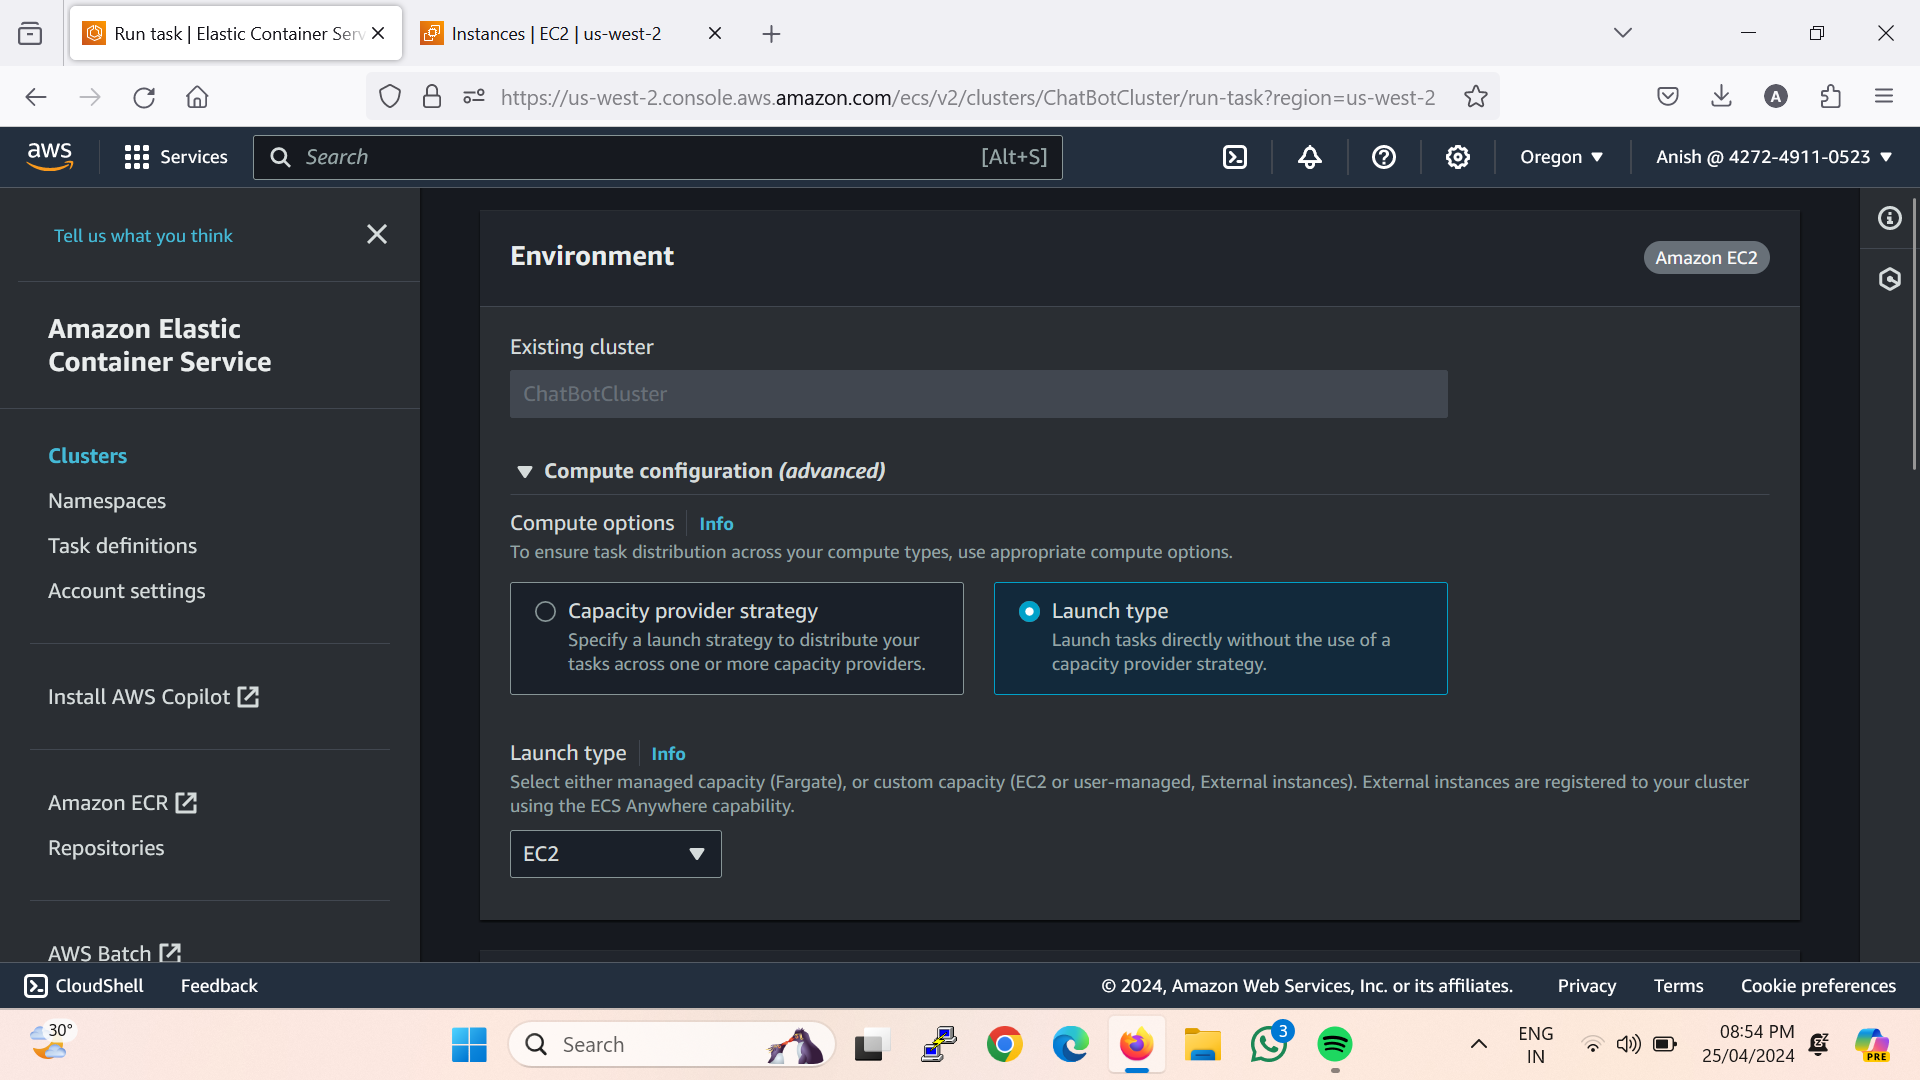 Run task | Elastic Container Serv
Instances | EC2 | us-west-2
https://us-west-2.console.aws.amazon.com/ecs/v2/clusters/ChatBotCluster/run-task?region=us-west-2
A
aws
Services
Search
[Alt+S]
Oregon
Anish @ 4272-4911-0523
Tell us what you think
Amazon Elastic
Container Service
Clusters
Namespaces
Task definitions
Account settings
Install AWS Copilot
Amazon ECR
Repositories
AWS Batch
Environment
Amazon EC2
Existing cluster
ChatBotCluster
Compute configuration (advanced)
Compute options
Info
To ensure task distribution across your compute types, use appropriate compute options.
Capacity provider strategy
Specify a launch strategy to distribute your
tasks across one or more capacity providers.
Launch type
Launch tasks directly without the use of a
capacity provider strategy.
Launch type
Info
Select either managed capacity (Fargate), or custom capacity (EC2 or user-managed, External instances). External instances are registered to your cluster
using the ECS Anywhere capability.
EC2
CloudShell
Feedback
© 2024, Amazon Web Services, Inc. or its affiliates.
Privacy
Terms
Cookie preferences
30°
Search
3
ENG
IN
08:54 PM
25/04/2024
PRE